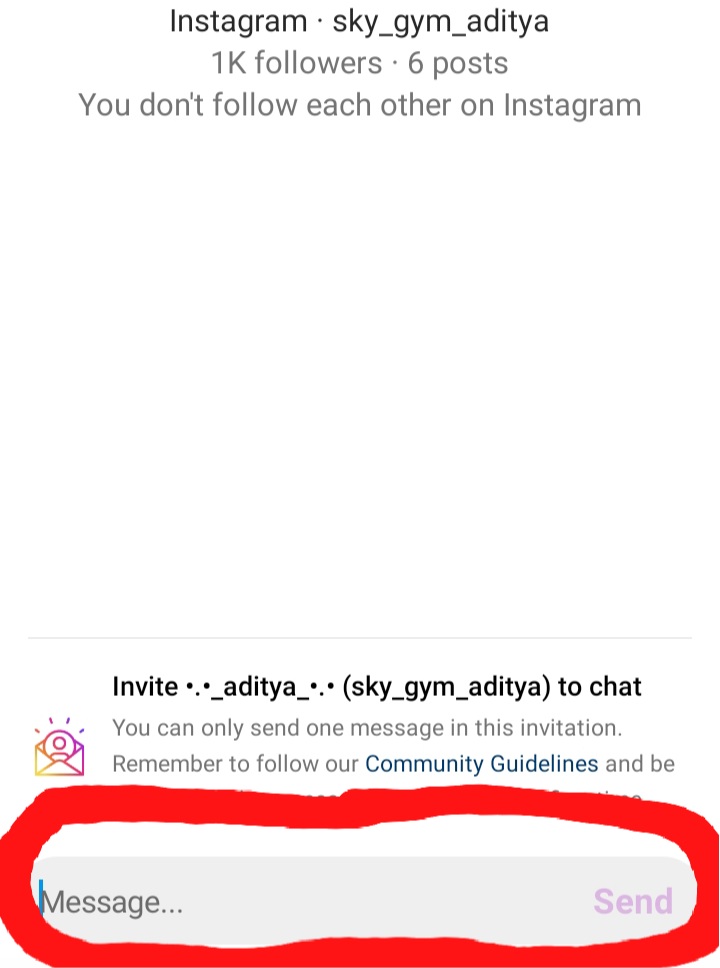 Instagram · sky_gym_aditya
1K followers · 6 posts
You don't follow each other on Instagram
Invite •.•_aditya_•.• (sky_gym_aditya) to chat
You can only send one message in this invitation.
Remember to follow our Community Guidelines and be
Message...
Send